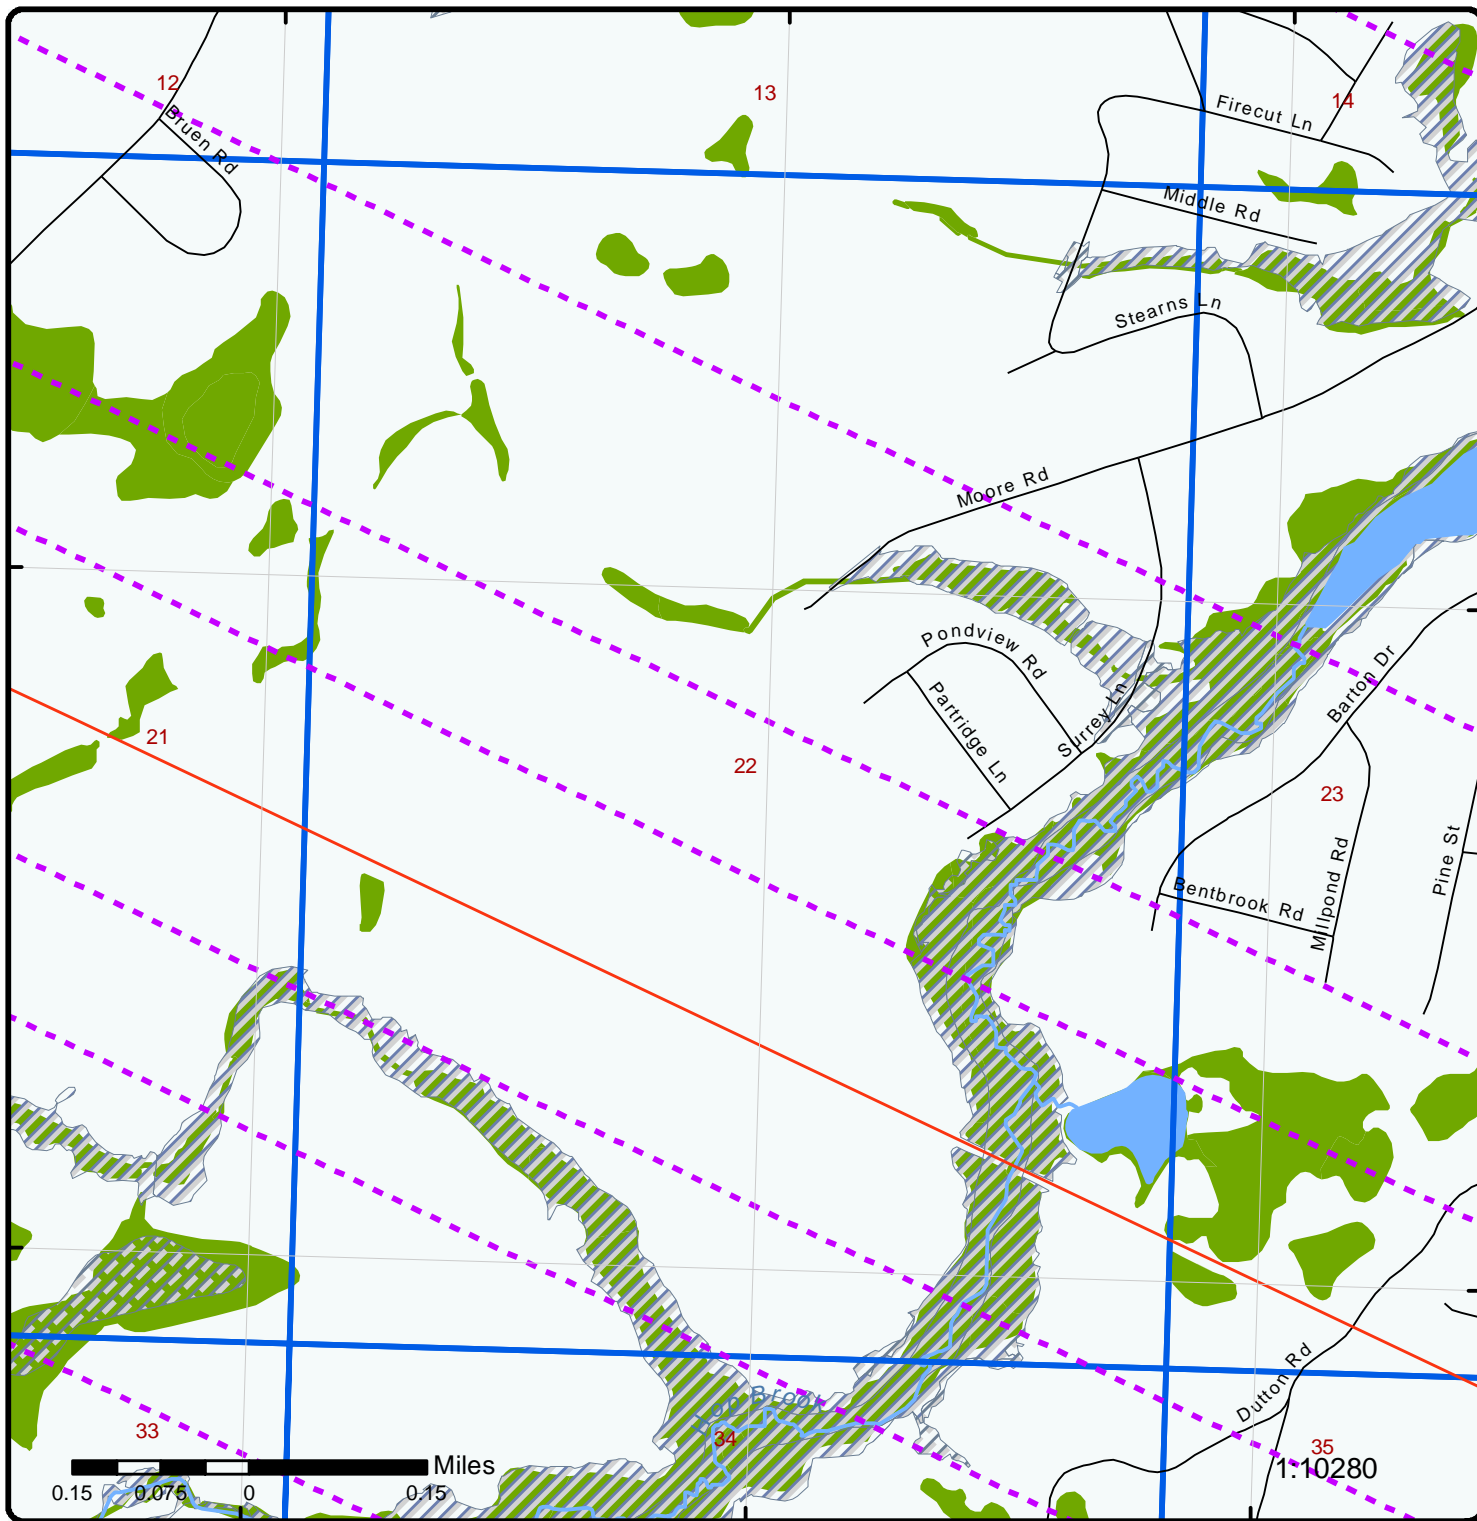 12
13
14
Bruen Rd
Firecut Ln
Middle Rd
Stearns Ln
Moore Rd
Pondview Rd
Partridge Ln
Surrey Ln
Barton Dr
21
22
23
Bentbrook Rd
Millpond Rd
Pine St
Hop Brook
Dutton Rd
33
34
35
Miles
0.15 0.075 0 0.15
1:10280